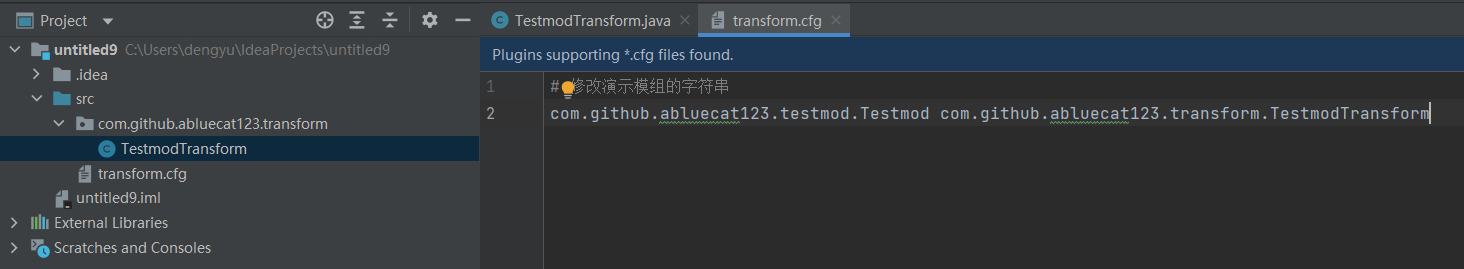 Project
TestmodTransform.java
transform.cfg
untitled9 C:\Users\dengyu\IdeaProjects\untitled9
Plugins supporting *.cfg files found.
.idea
src
com.github.abluecat123.transform
TestmodTransform
transform.cfg
untitled9.iml
External Libraries
Scratches and Consoles
1 # 修改演示模组的字符串
2 com.github.abluecat123.testmod.Testmod com.github.abluecat123.transform.TestmodTransform